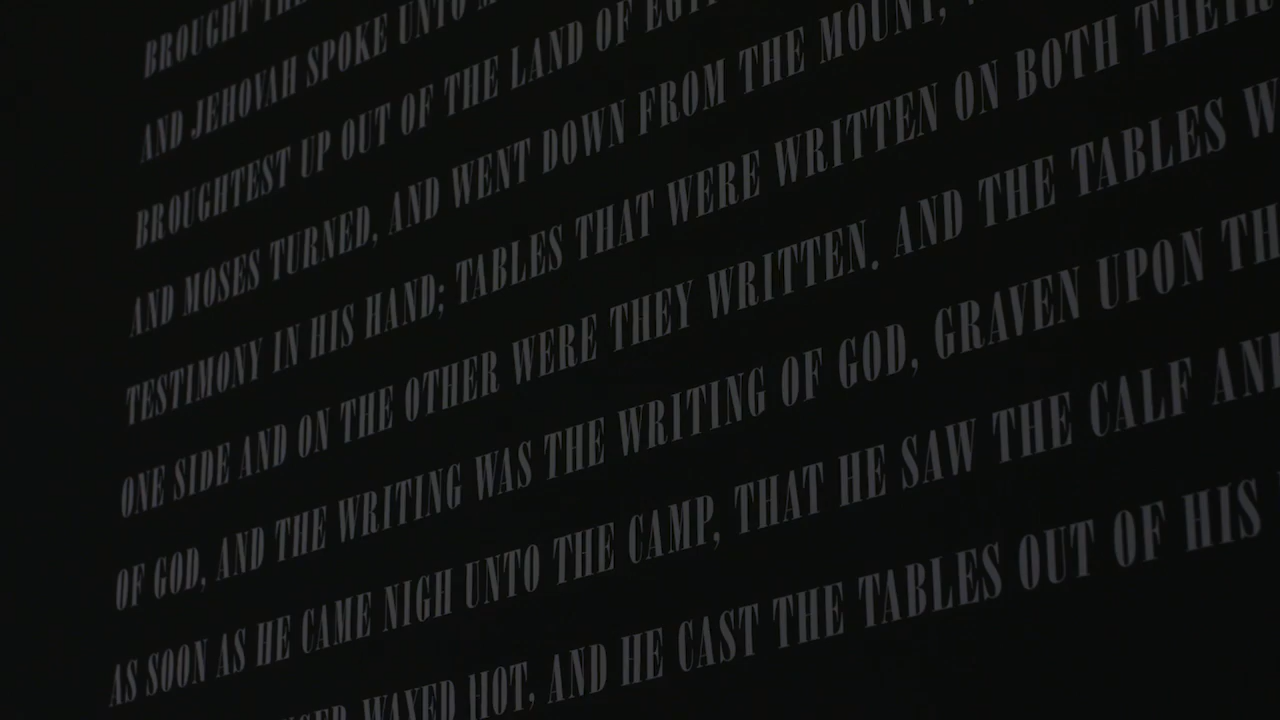 BROUGHT
AND JEHOVAH SPOKE UNTO
BROUGHTEST UP OUT OF THE LAND OF
AND MOSES TURNED, AND WENT DOWN FROM THE MOUNT,
TESTIMONY IN HIS HAND; TABLES THAT WERE WRITTEN ON BOTH THEIR
ONE SIDE AND ON THE OTHER WERE THEY WRITTEN. AND THE TABLES
OF GOD, AND THE WRITING WAS THE WRITING OF GOD, GRAVEN UPON
AS SOON AS HE CAME NIGH UNTO THE CAMP, THAT HE SAW THE CALF
WAXED HOT, AND HE CAST THE TABLES OUT OF HIS